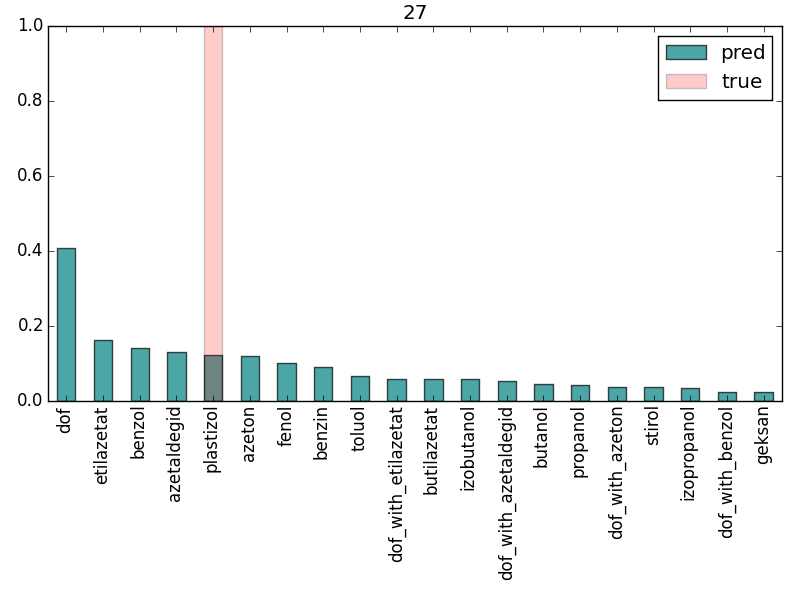 27
1.0
0.8
0.6
0.4
0.2
0.0
pred
true
dof
etilazetat
benzol
azetaldegid
plastizol
azeton
fenol
benzin
toluol
dof_with_etilazetat
butilazetat
izobutanol
dof_with_azetaldegid
butanol
propanol
dof_with_azeton
stirol
izopropanol
dof_with_benzol
geksan